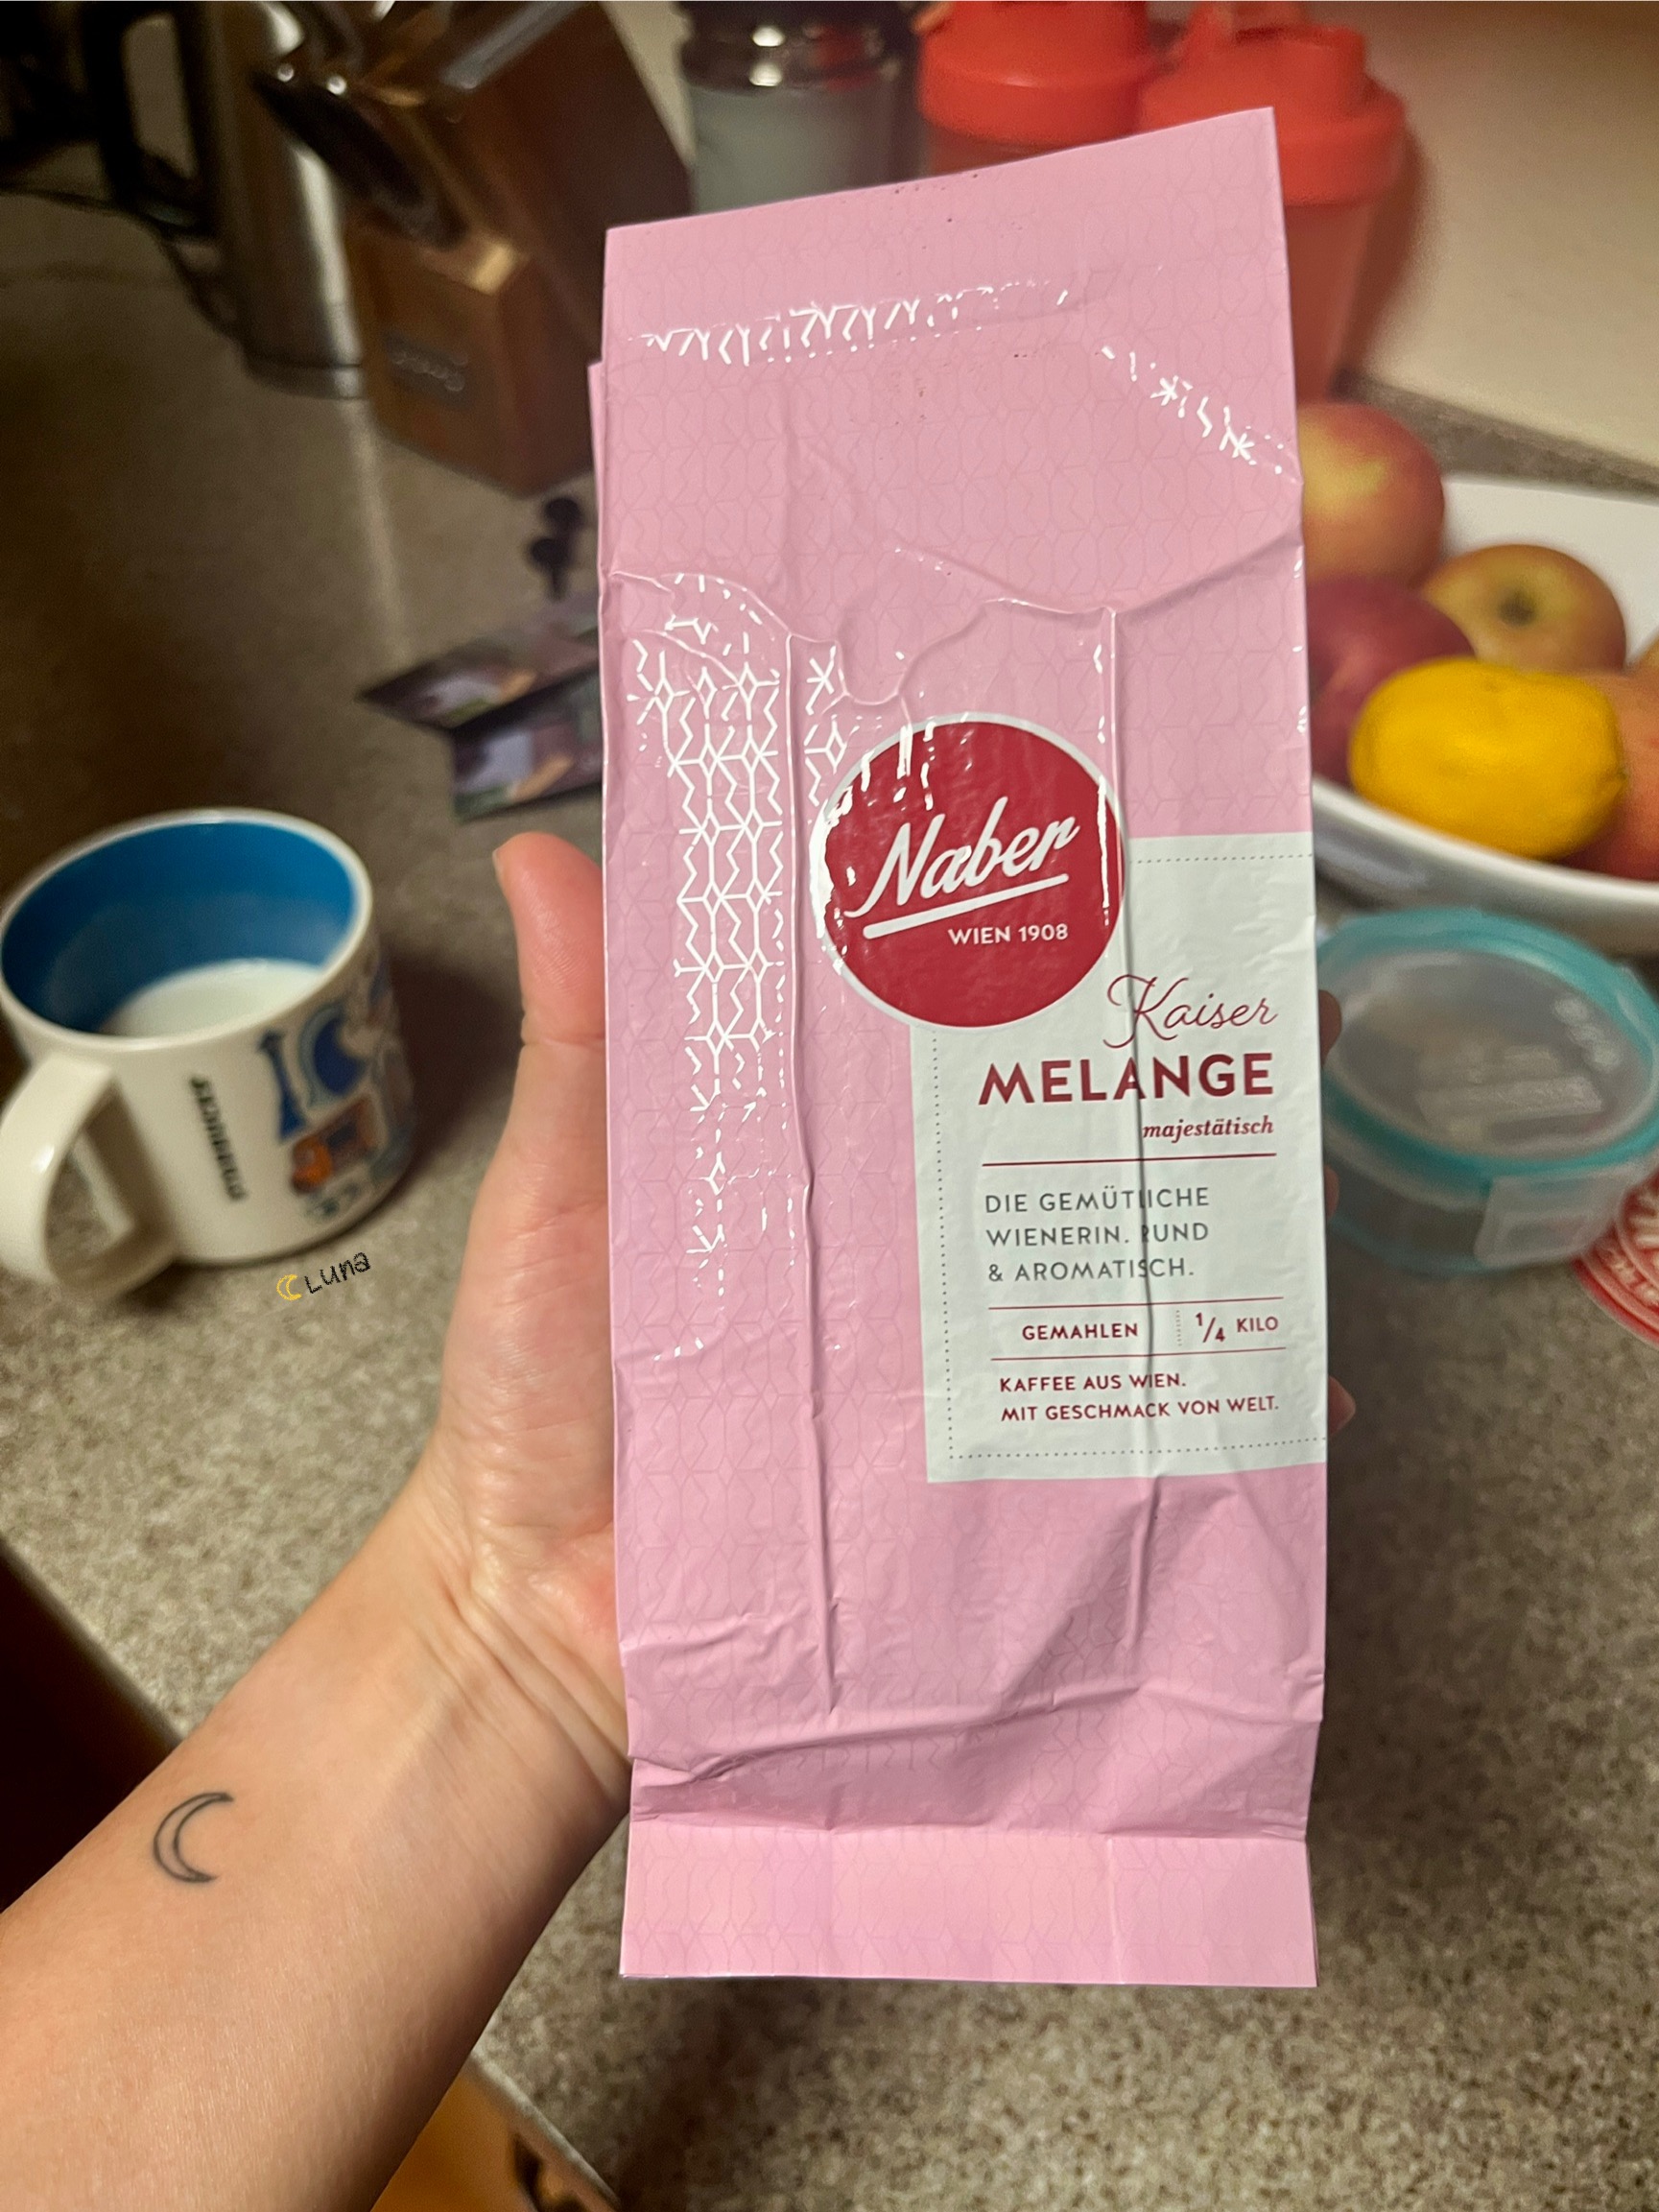 Naber
WIEN 1908
Kaiser
MELANGE
majestätisch
DIE GEMÜTLICHE
WIENERIN. RUND
& AROMATISCH.
GEMAHLEN 1/4 KILO
KAFFEE AUS WIEN.
MIT GESCHMACK VON WELT.
Luna